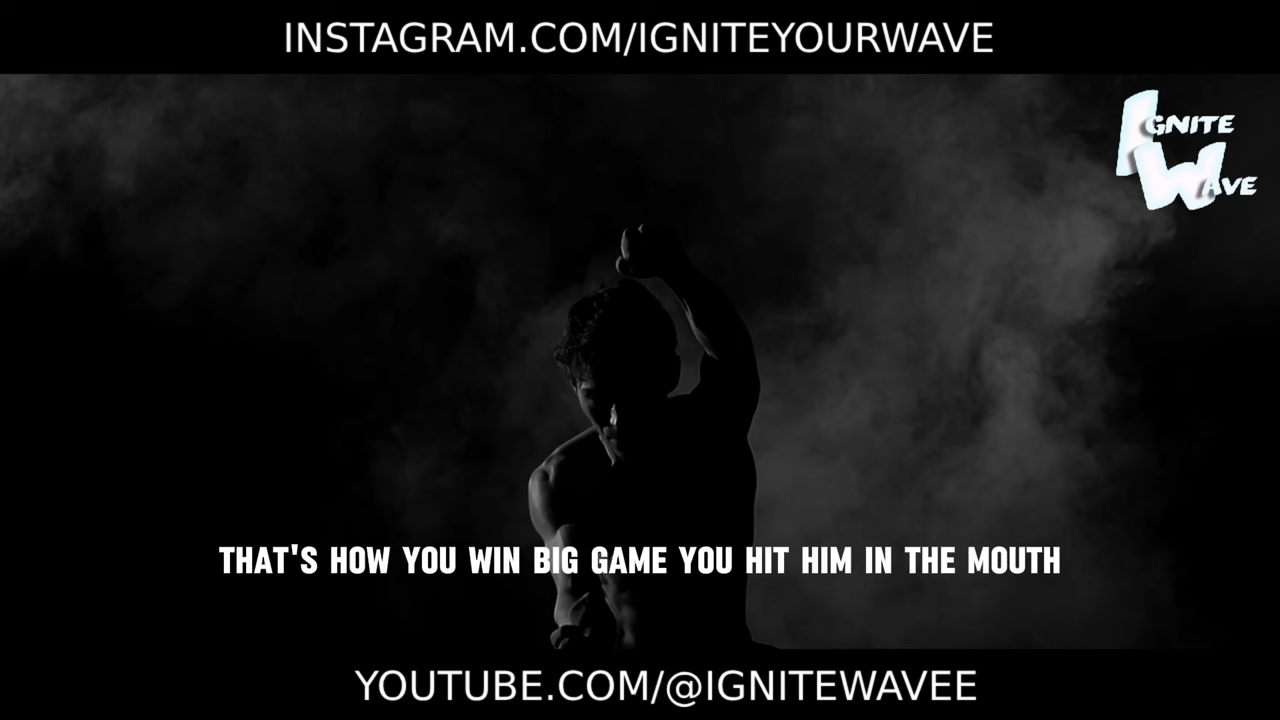 INSTAGRAM.COM/IGNITEYOURWAVE
IGNITE
WAVE
THAT'S HOW YOU WIN BIG GAME YOU HIT HIM IN THE MOUTH
YOUTUBE.COM/@IGNITEWAVEE